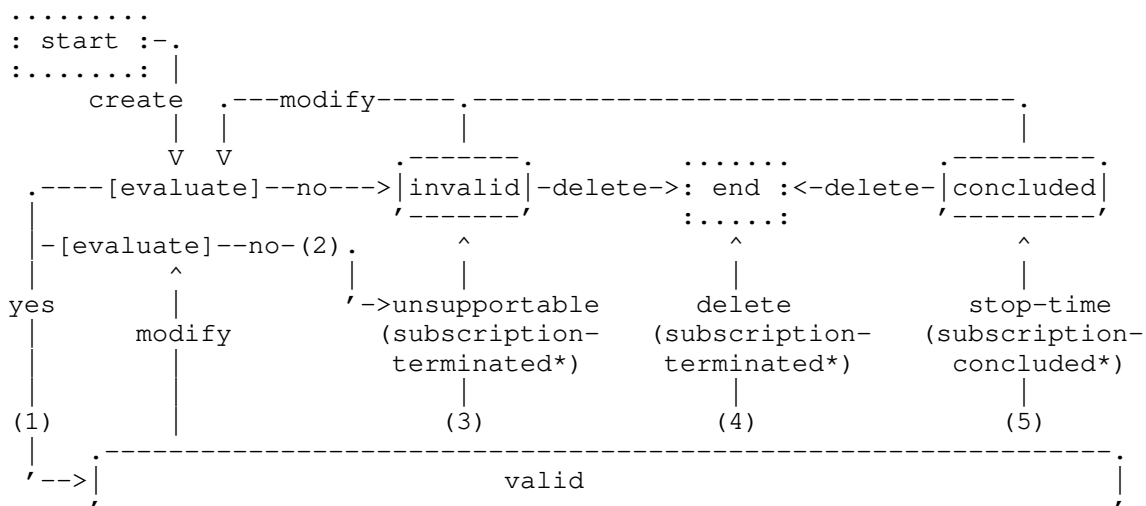 .........
: start :-.
:.......: |
     create  .---modify-----.----------------------------------.
          |  |              |                                  |
          V  V          .-------.         .......         .---------.
 .----[evaluate]--no--->|invalid|-delete->: end :<-delete-|concluded|
 |                      '-------'         :.....:         '---------'
 |-[evaluate]--no-(2).      ^                ^                 ^
 |        ^          |      |                |                 |
yes       |          '->unsupportable      delete           stop-time
 |      modify         (subscription-   (subscription-   (subscription-
 |        |             terminated*)     terminated*)      concluded*)
 |        |                 |                |                 |
(1)       |                (3)              (4)               (5)
 |   .---------------------------------------------------------------.
 '-->|                         valid                                 |
     '                                                               '